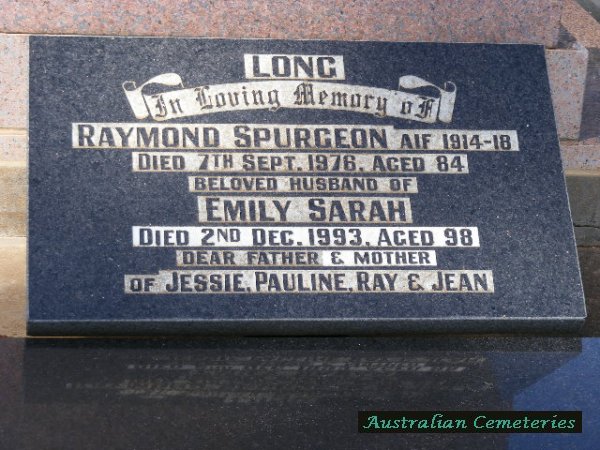 LONG
In Loving Memory of
RAYMOND SPURGEON AIF 1914-18
DIED 7TH SEPT. 1976, AGED 84
BELOVED HUSBAND OF
EMILY SARAH
DIED 2ND DEC. 1993, AGED 98
DEAR FATHER & MOTHER
OF JESSIE, PAULINE, RAY & JEAN
Australian Cemeteries